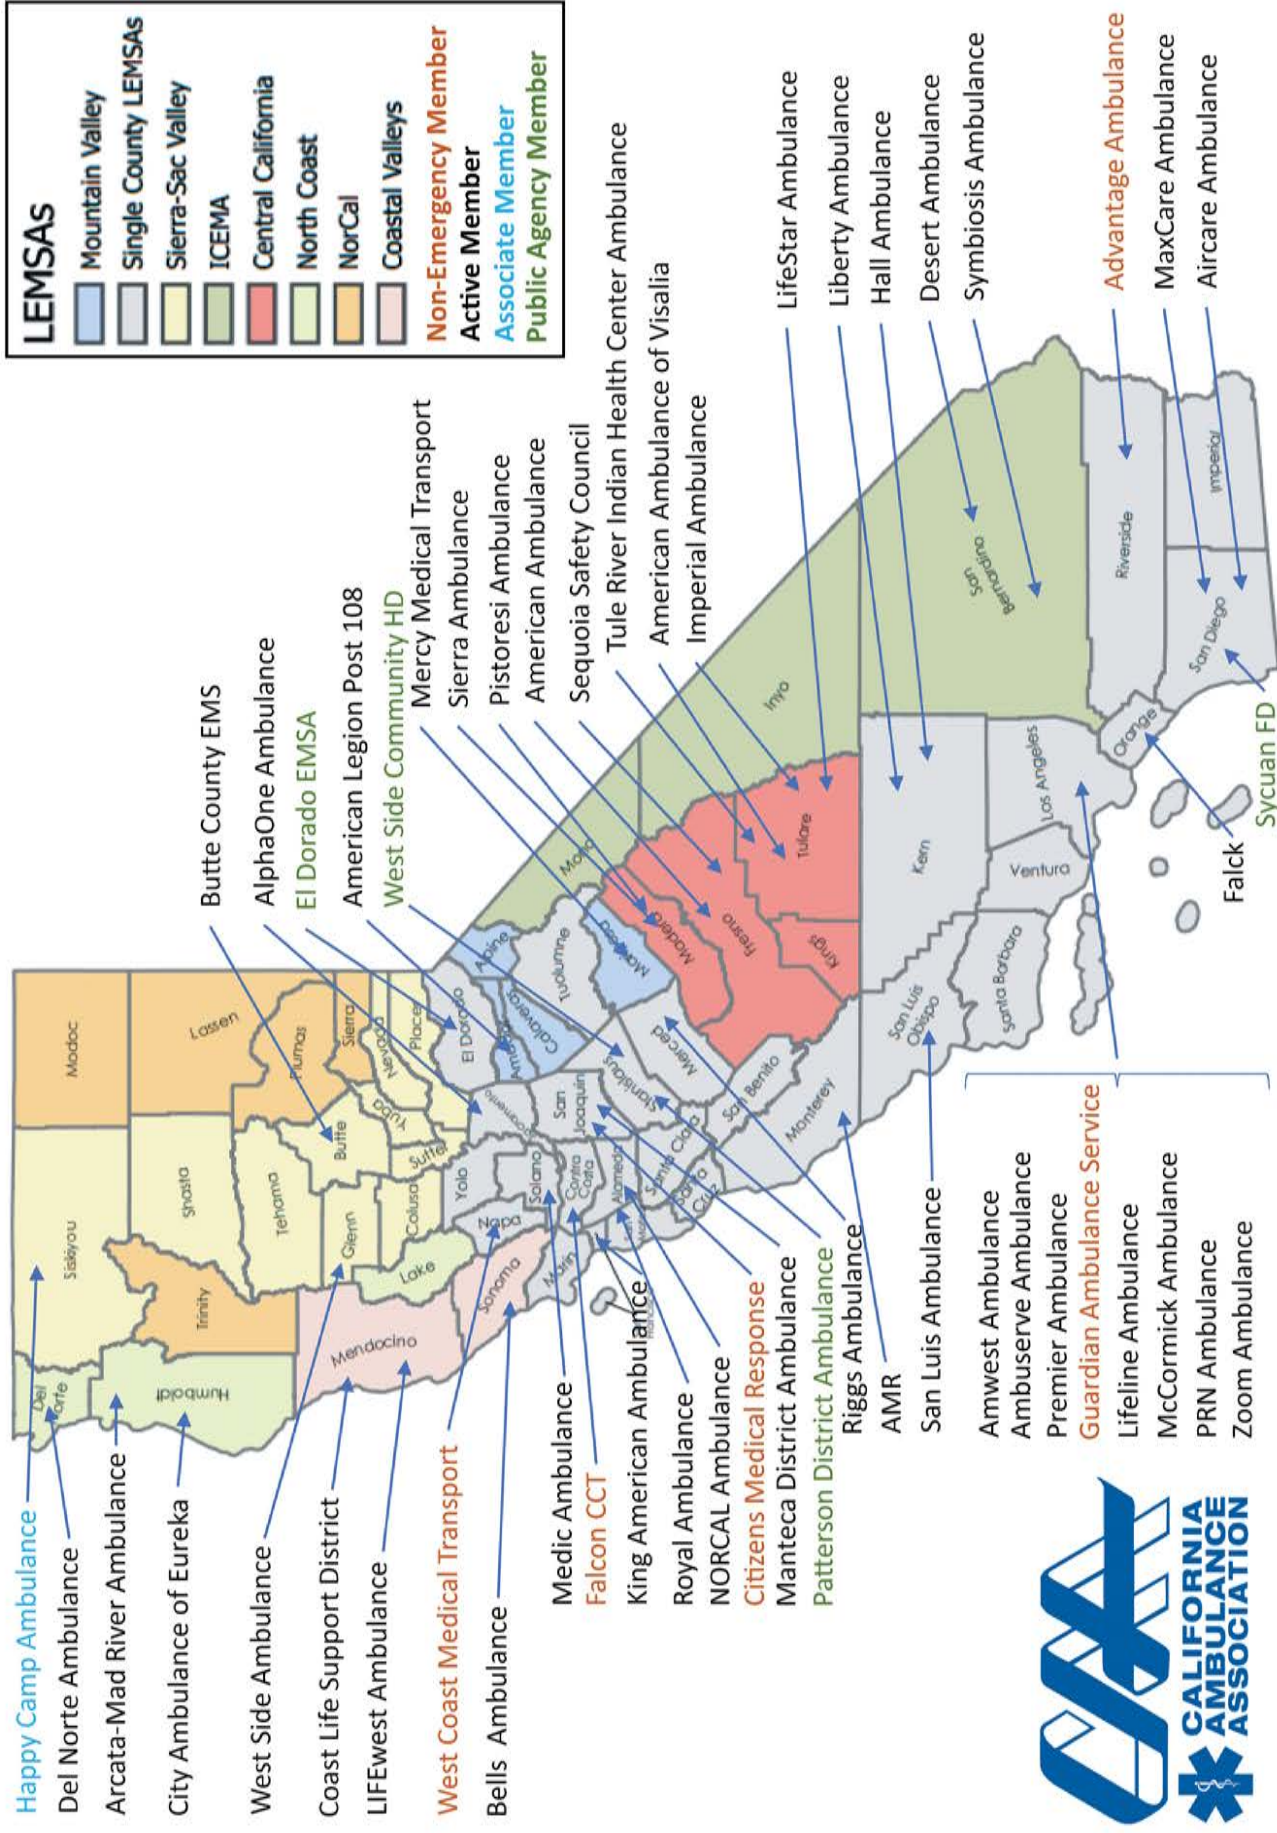 LEMSAs
Mountain Valley
Single County LEMSAs
Sierra-Sac Valley
ICEMA
Central California
North Coast
NorCal
Coastal Valleys
Non-Emergency Member
Active Member
Associate Member
Public Agency Member
Happy Camp Ambulance
Del Norte Ambulance
Arcata-Mad River Ambulance
City Ambulance of Eureka
West Side Ambulance
Coast Life Support District
LIFEwest Ambulance
West Coast Medical Transport
Bells Ambulance
Medic Ambulance
Falcon CCT
King American Ambulance
Royal Ambulance
NORCAL Ambulance
Citizens Medical Response
Manteca District Ambulance
Patterson District Ambulance
Riggs Ambulance
AMR
San Luis Ambulance
Amwest Ambulance
Ambuserve Ambulance
Premier Ambulance
Guardian Ambulance Service
Lifeline Ambulance
McCormick Ambulance
PRN Ambulance
Zoom Ambulance
Butte County EMS
AlphaOne Ambulance
El Dorado EMSA
American Legion Post 108
West Side Community HD
Mercy Medical Transport
Sierra Ambulance
Pistoresi Ambulance
American Ambulance
Sequoia Safety Council
Tule River Indian Health Center Ambulance
American Ambulance of Visalia
Imperial Ambulance
LifeStar Ambulance
Liberty Ambulance
Hall Ambulance
Desert Ambulance
Symbiosis Ambulance
Advantage Ambulance
MaxCare Ambulance
Aircare Ambulance
Falck
Sycuan FD
Del
Norte
Siskiyou
Modoc
Humboldt
Trinity
Shasta
Lassen
Tehama
Plumas
Mendocino
Glenn
Butte
Sierra
Lake
Colusa
Sutter
Yuba
Nevada
Placer
Sonoma
Napa
Yolo
El Dorado
Alpine
Marin
Solano
Sacramento
Amador
Calaveras
Contra
Costa
San
Joaquin
Tuolumne
Mono
Alameda
Stanislaus
Mariposa
Santa Clara
Santa
Cruz
Merced
Madera
San Benito
Fresno
Monterey
Kings
Tulare
Inyo
San Luis
Obispo
Kern
San
Bernardino
Santa Barbara
Ventura
Los Angeles
Orange
Riverside
San Diego
Imperial
CALIFORNIA
AMBULANCE
ASSOCIATION